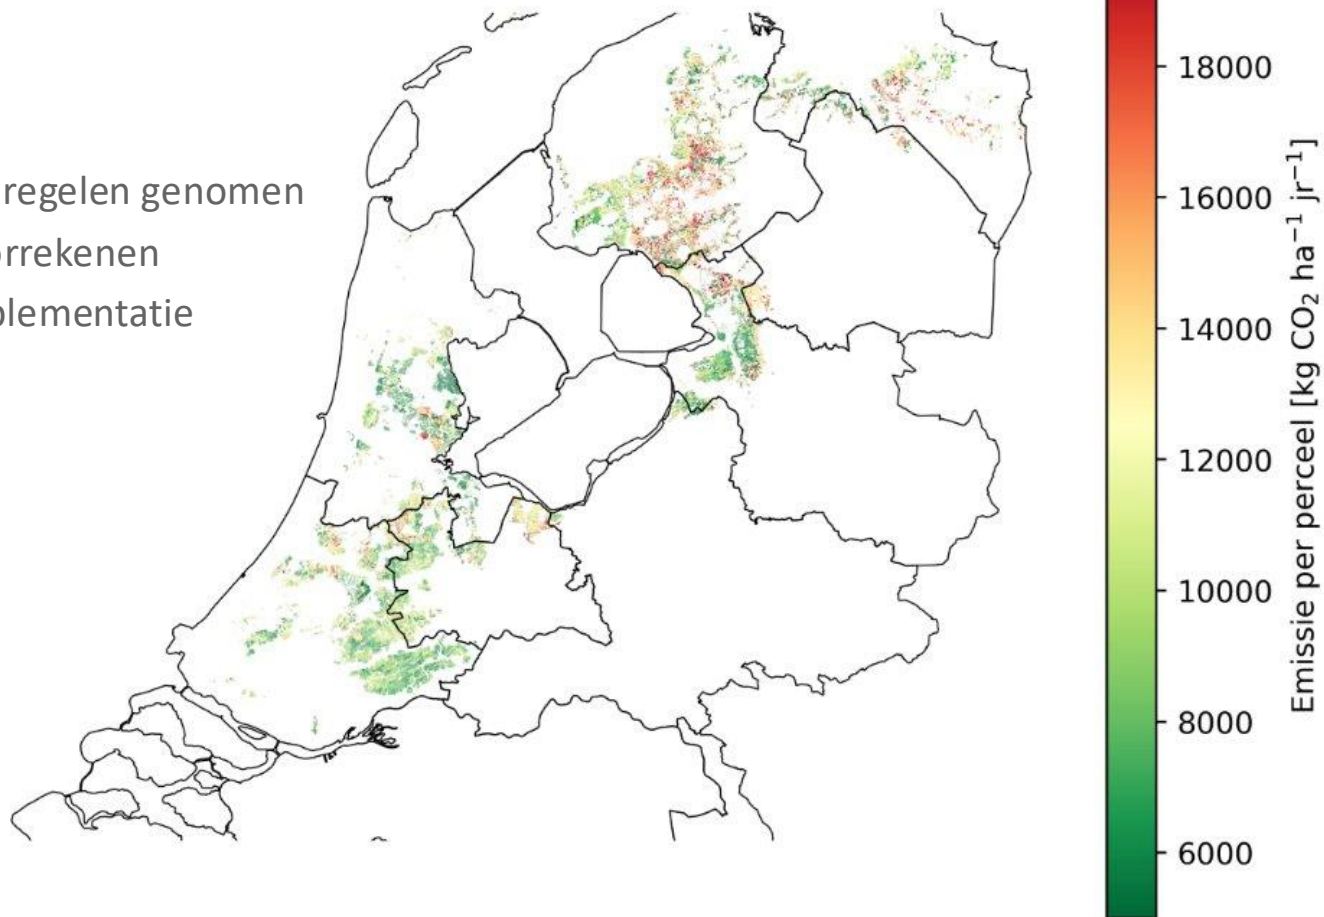 regelen genomen
orrekenen
plementatie
18000
16000
14000
12000
10000
8000
6000
Emissie per perceel [kg CO₂ ha⁻¹ jr⁻¹]